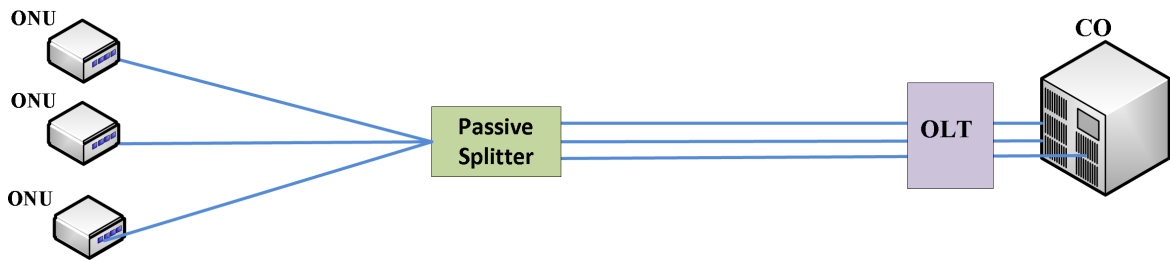 ONU
ONU
ONU
Passive
Splitter
OLT
CO